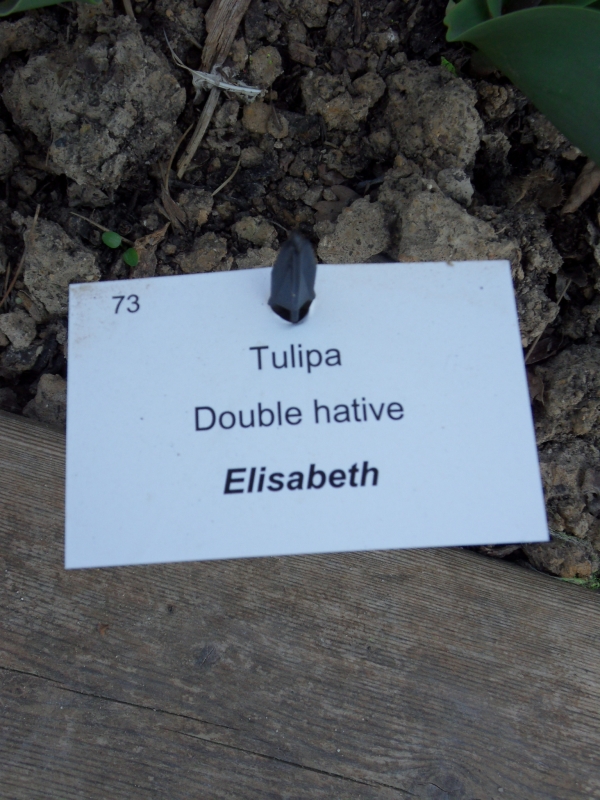 73
Tulipa
Double hative
Elisabeth